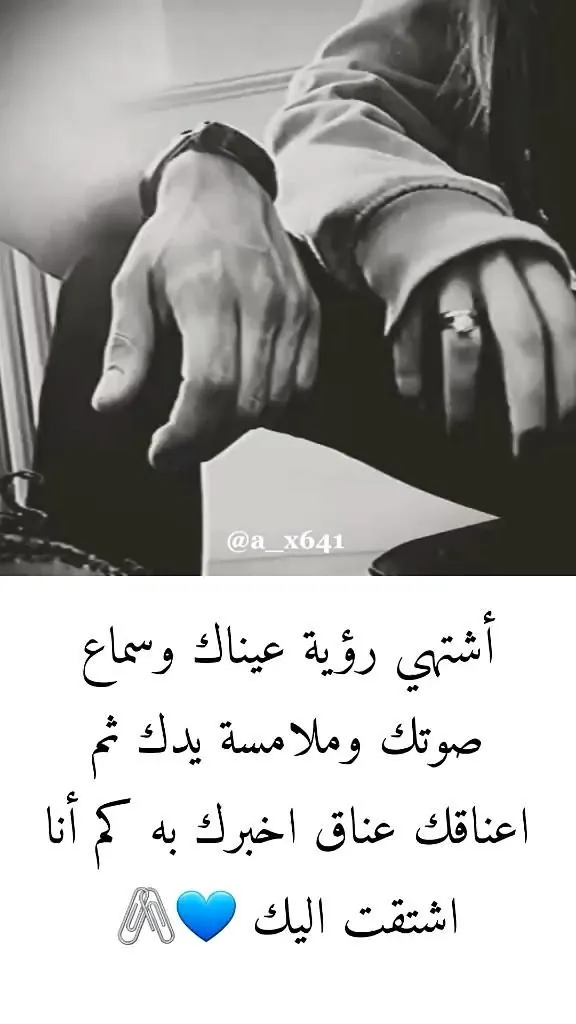 @a_x641
أشتهي رؤية عيناك وسماع
صوتك وملامسة يدك ثم
اعناقك عناق اخبرك به كم أنا
اشتقت اليك 💙🖇